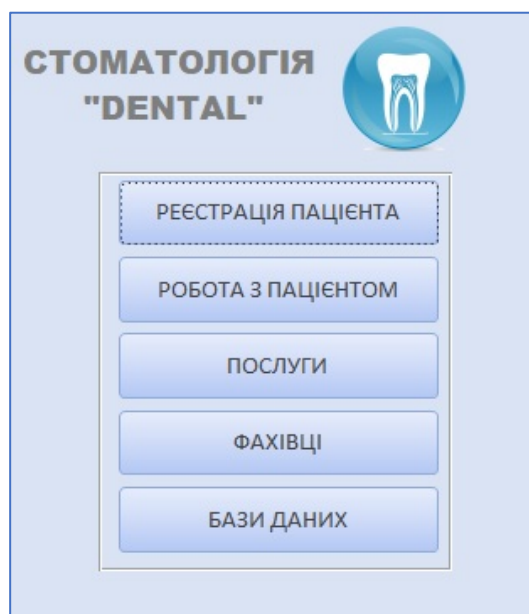 СТОМАТОЛОГІЯ
"DENTAL"
РЕЄСТРАЦІЯ ПАЦІЄНТА
РОБОТА З ПАЦІЄНТОМ
ПОСЛУГИ
ФАХІВЦІ
БАЗИ ДАНИХ